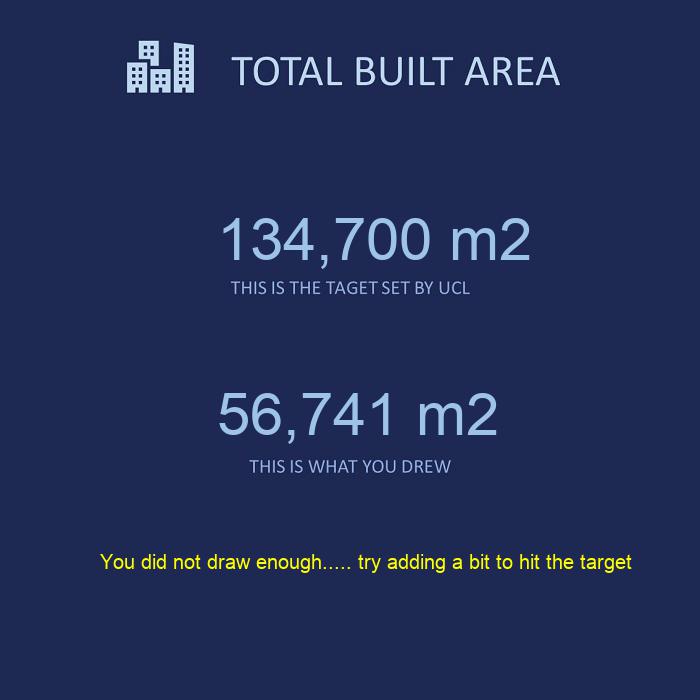 TOTAL BUILT AREA
134,700 m2
THIS IS THE TAGET SET BY UCL
56,741 m2
THIS IS WHAT YOU DREW
You did not draw enough..... try adding a bit to hit the target